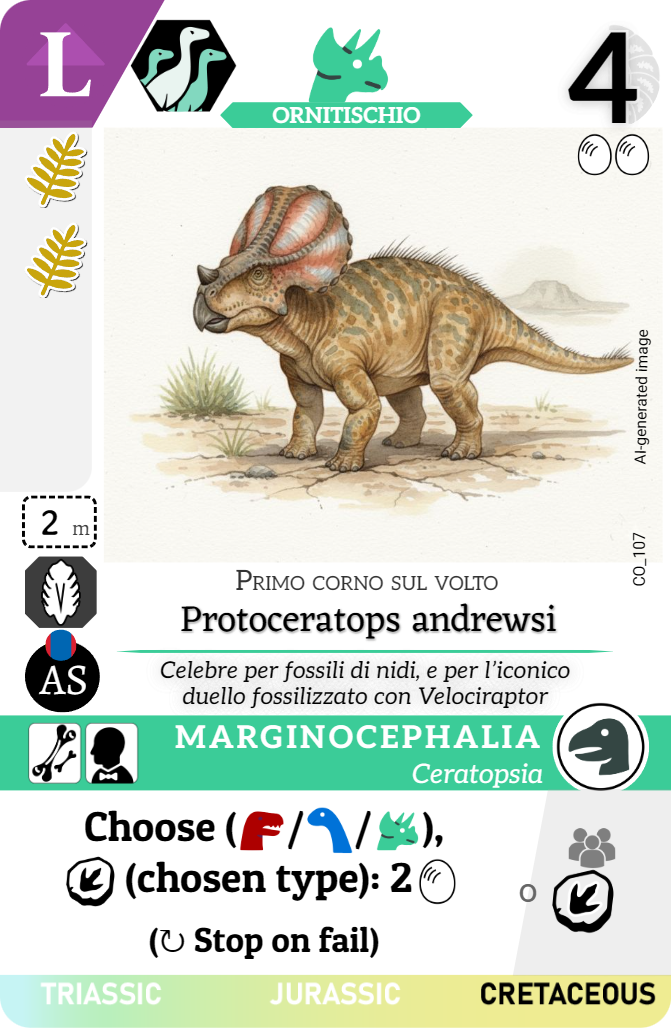 L
4
ORNITISCHIO
AI-generated image
CO_107
2 m
AS
Primo corno sul volto
Protoceratops andrewsi
Celebre per fossili di nidi, e per l'iconico
duello fossilizzato con Velociraptor
MARGINOCEPHALIA
Ceratopsia
Choose ( / / ),
(chosen type): 2
(↻ Stop on fail)
o
TRIASSIC JURASSIC CRETACEOUS